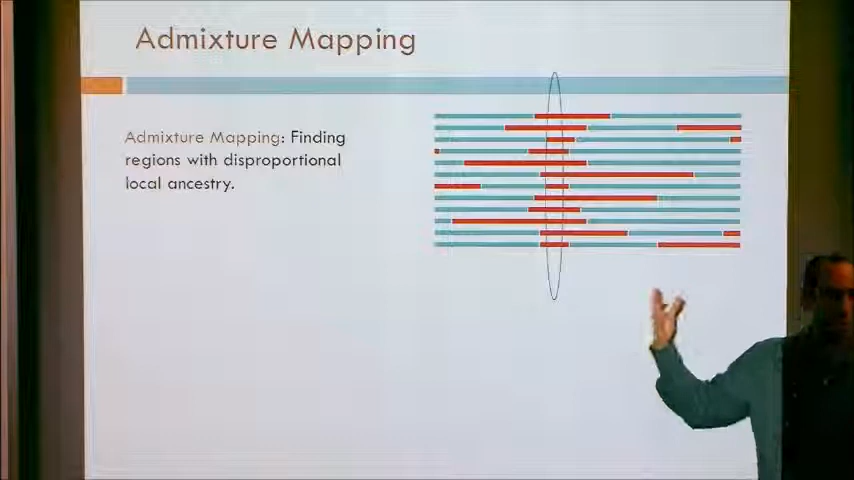 Admixture Mapping
Admixture Mapping: Finding
regions with disproportional
local ancestry.